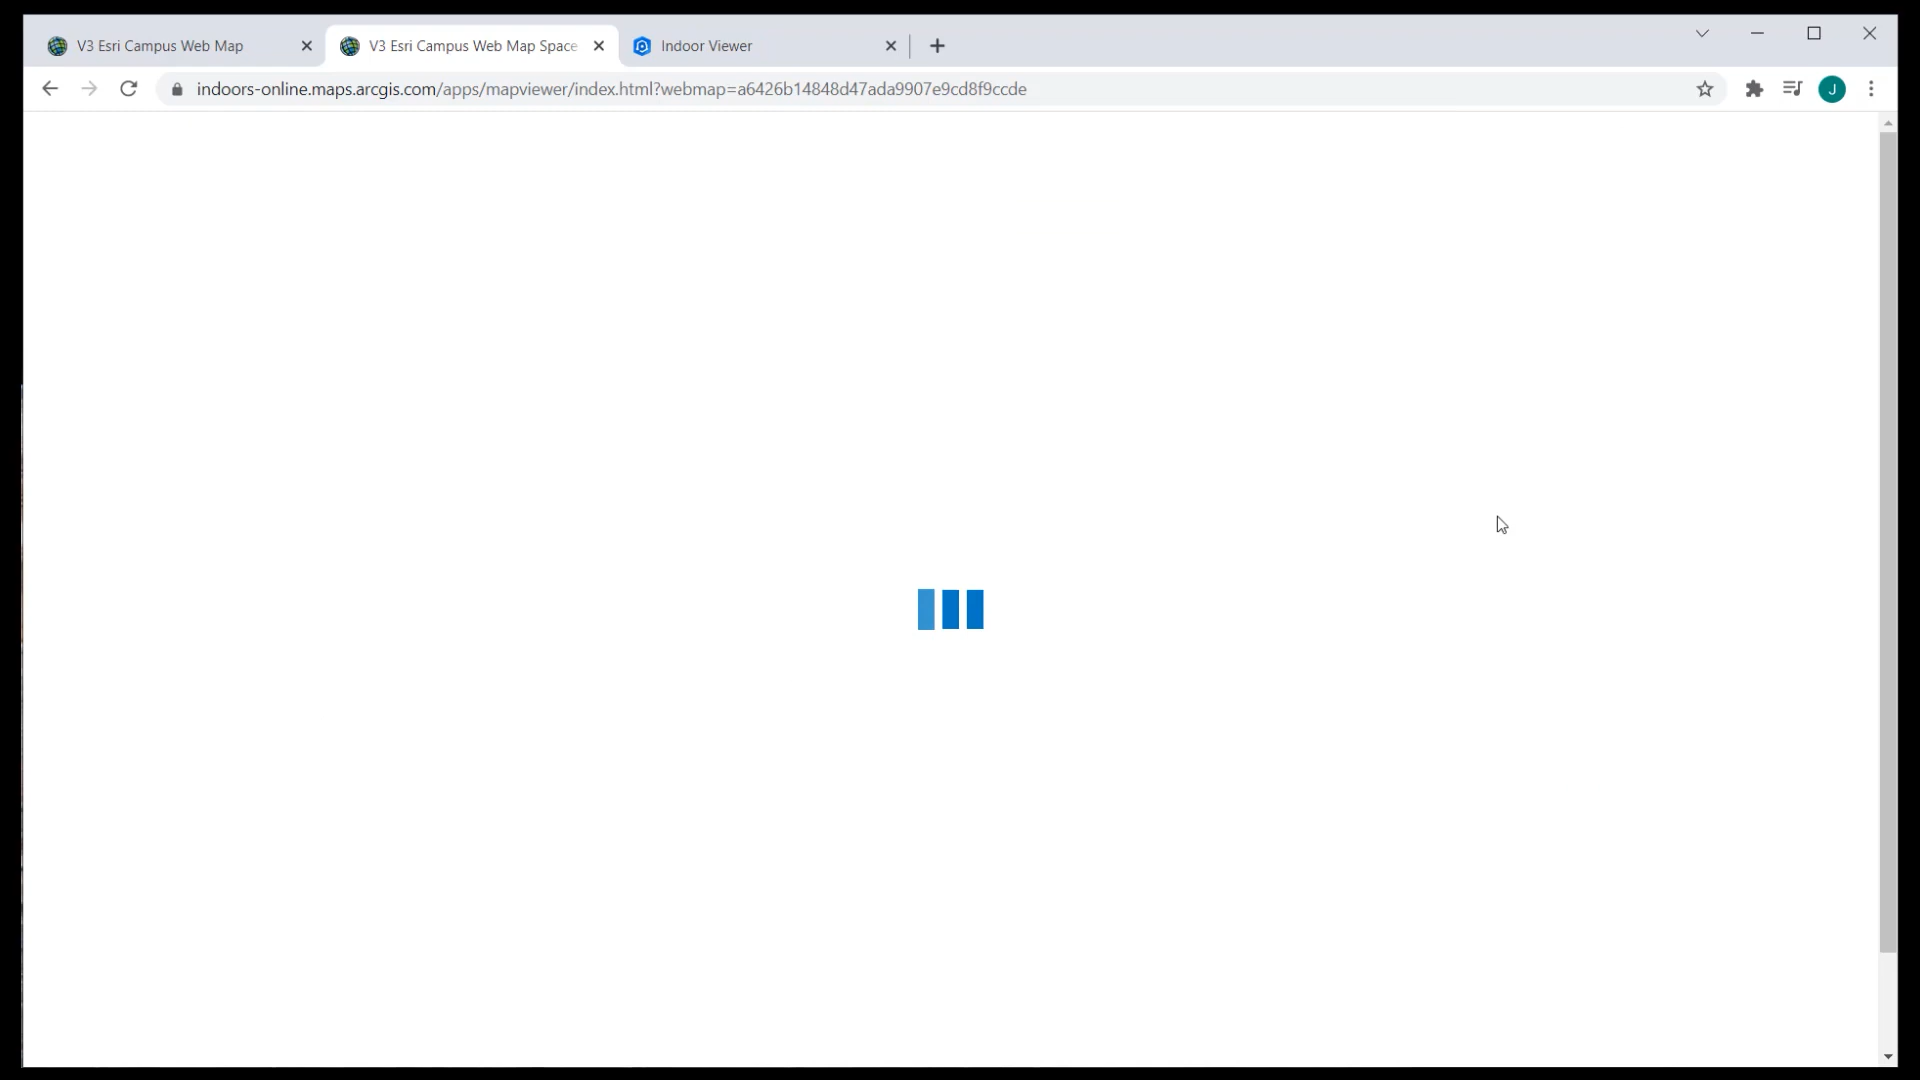 V3 Esri Campus Web Map
V3 Esri Campus Web Map Space
Indoor Viewer
indoors-online.maps.arcgis.com/apps/mapviewer/index.html?webmap=a6426b14848d47ada9907e9cd8f9ccde
J